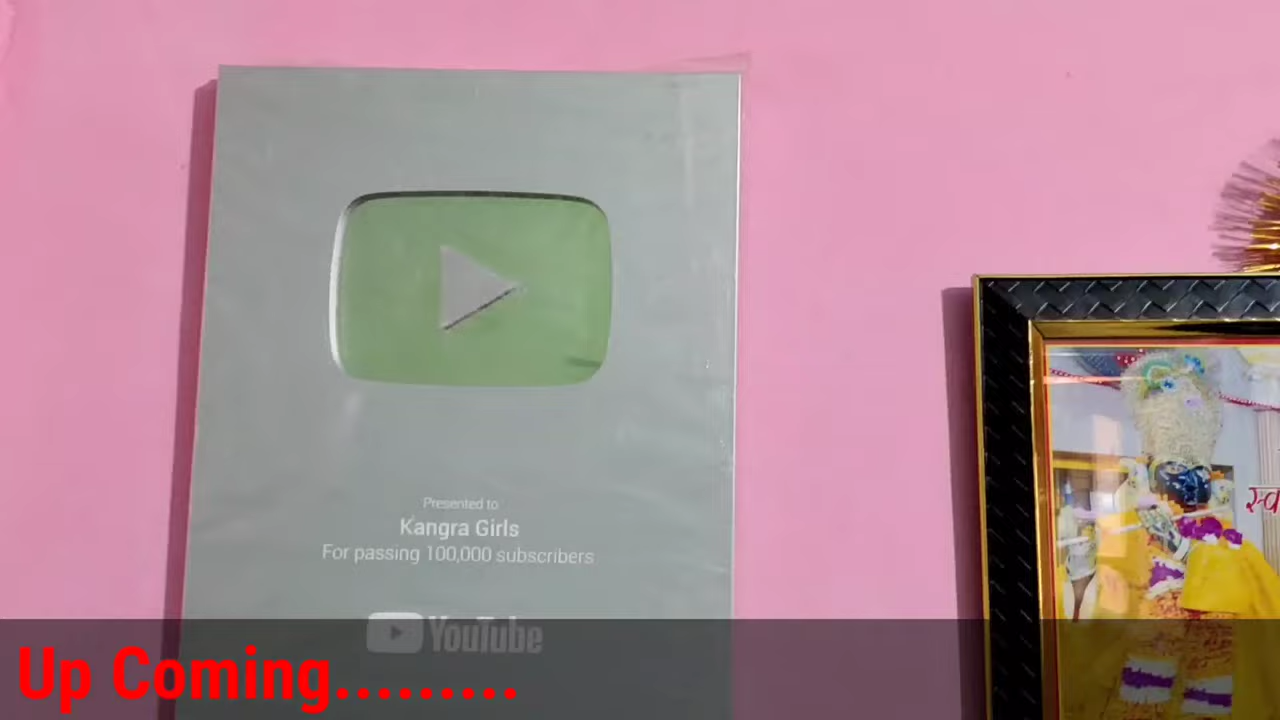 Presented to
Kangra Girls
For passing 100,000 subscribers
YouTube
Up Coming.........